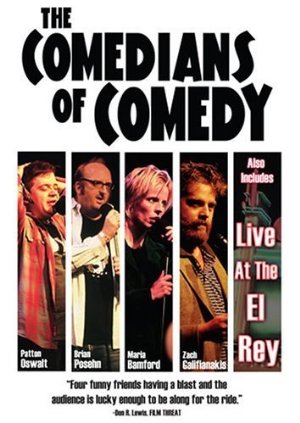 THE
COMEDIANS
OF COMEDY
Also
Includes
Live
At The
El
Rey
Patton
Oswalt
Brian
Posehn
Maria
Bamford
Zach
Galifianakis
"Four funny friends having a blast and the
audience is lucky enough to be along for the ride."
-Don R. Lewis, FILM THREAT